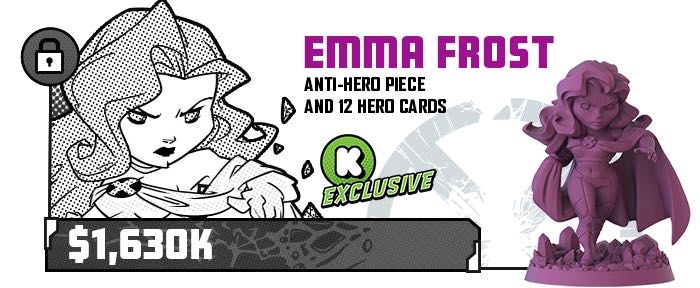 EMMA FROST
ANTI-HERO PIECE
AND 12 HERO CARDS
K
EXCLUSIVE
$1,630K